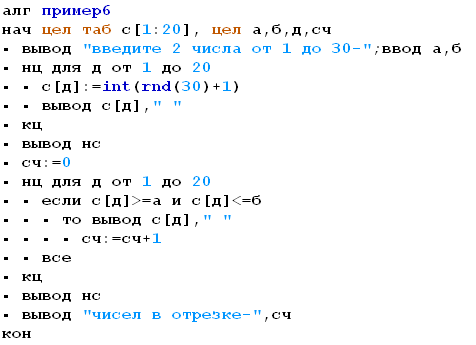 алг пример6
нач цел таб с[1:20], цел а,б,д,сч
• вывод "введите 2 числа от 1 до 30-";ввод а,б
• нц для д от 1 до 20
• • с[д]:=int(rnd(30)+1)
• • вывод с[д]," "
• кц
• вывод нс
• сч:=0
• нц для д от 1 до 20
• • если с[д]>=а и с[д]<=б
• • • то вывод с[д]," "
• • • • сч:=сч+1
• • все
• кц
• вывод нс
• вывод "чисел в отрезке-",сч
кон